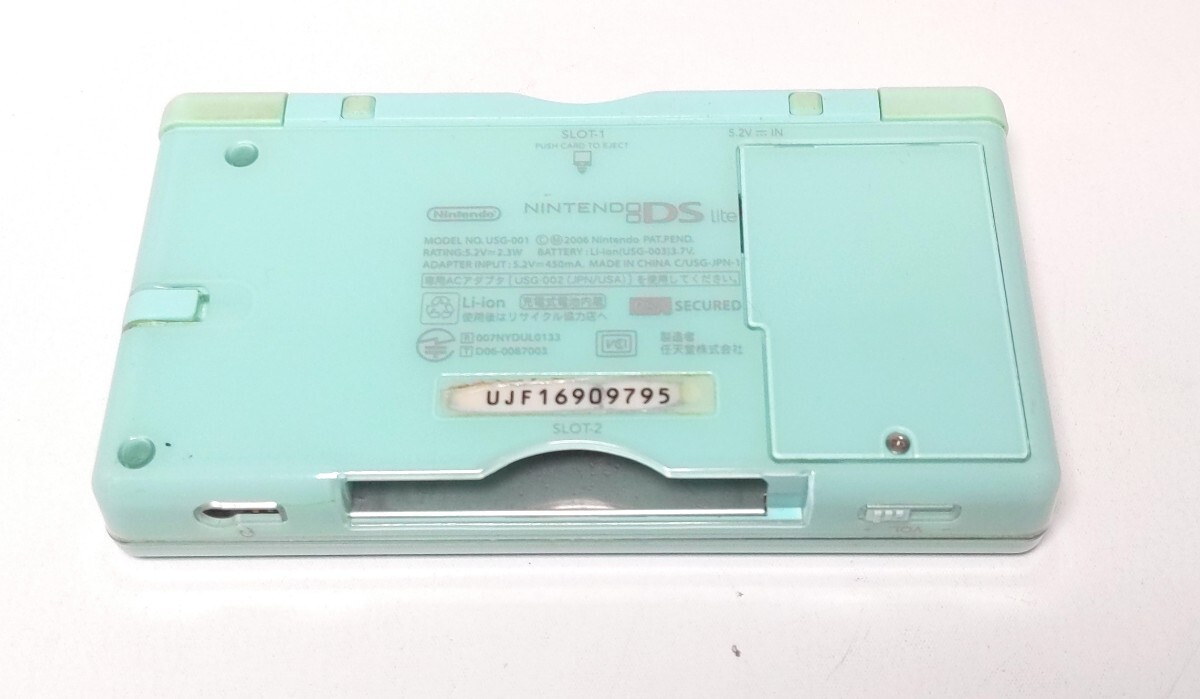 SLOT-1
PUSH CARD TO EJECT
5.2V IN
Nintendo
NINTENDO DS lite
MODEL NO. USG-001 ⒸⓂ2006 Nintendo PAT.PEND.
RATING:5.2V=2.3W BATTERY:Li-ion(USG-003)3.7V.
ADAPTER INPUT: 5.2V=450mA. MADE IN CHINA C/USG-JPN-1
専用ACアダプタ [USG-002(JPN/USA)] を使用してください。
Li-ion 充電式電池内蔵
使用後はリサイクル協力店へ
SECURED
R 007NYDUL0133
T D06-0087003
製造者
任天堂株式会社
UJF16909795
SLOT-2
VOL.